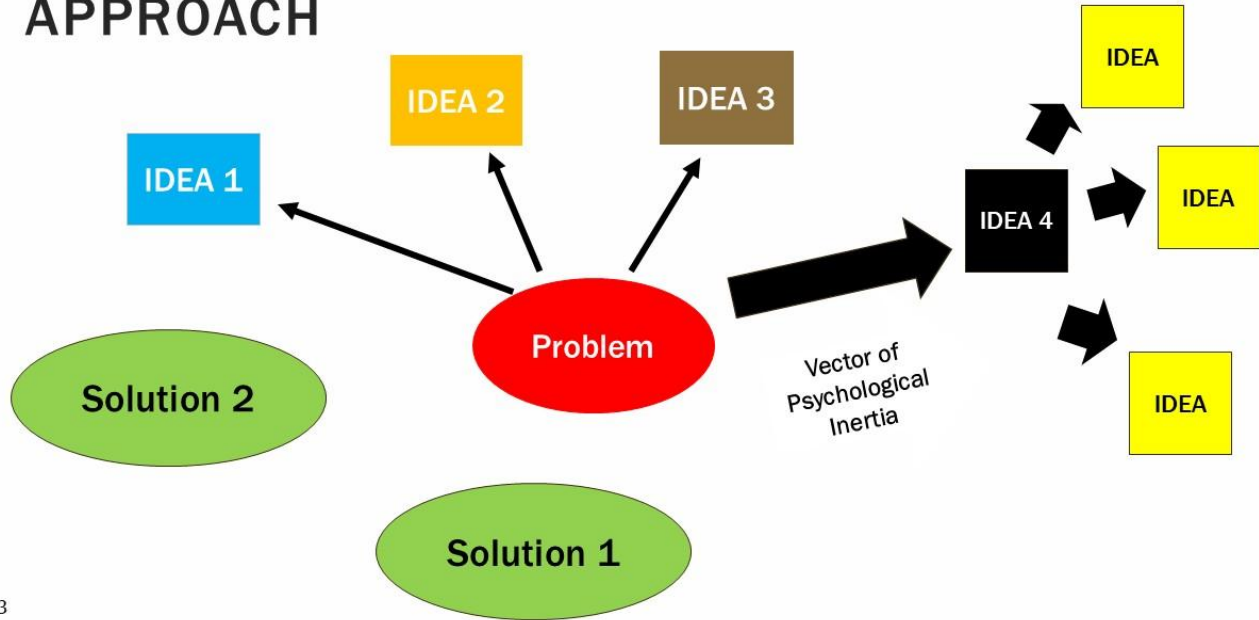 APPROACH
IDEA
IDEA 2
IDEA 3
IDEA 1
IDEA 4
IDEA
Problem
Vector of
Psychological
Inertia
Solution 2
IDEA
Solution 1
3